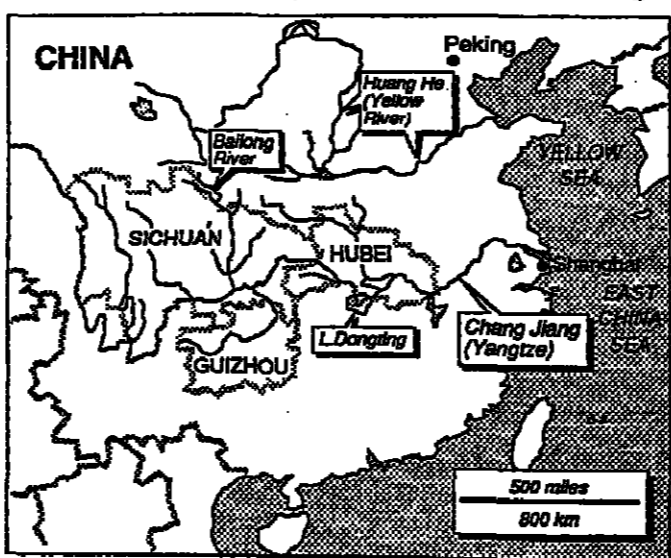 CHINA
Peking
Huang He
(Yellow
River)
Bailong
River
YELLOW
SEA
SICHUAN
HUBEI
Shanghai
EAST
CHINA
SEA
L.Dongting
Chang Jiang
(Yangtze)
GUIZHOU
500 miles
800 km